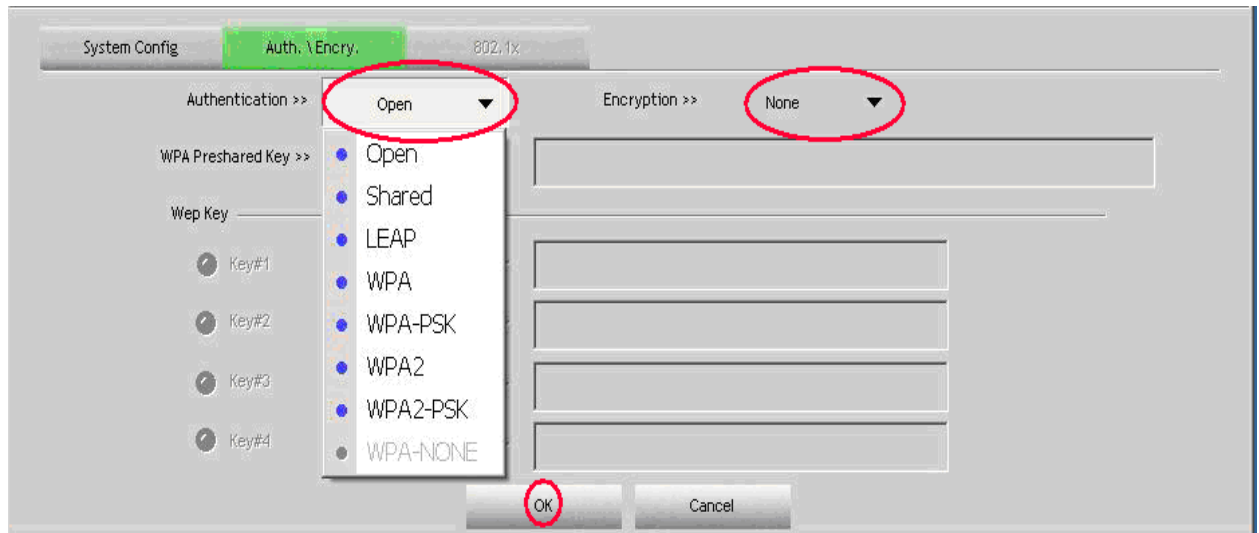 System Config Auth. \ Encry. 802.1x
Authentication >> Open Encryption >> None
WPA Preshared Key >>
Open
Shared
LEAP
WPA
WPA-PSK
WPA2
WPA2-PSK
WPA-NONE
Wep Key
Key#1
Key#2
Key#3
Key#4
OK Cancel